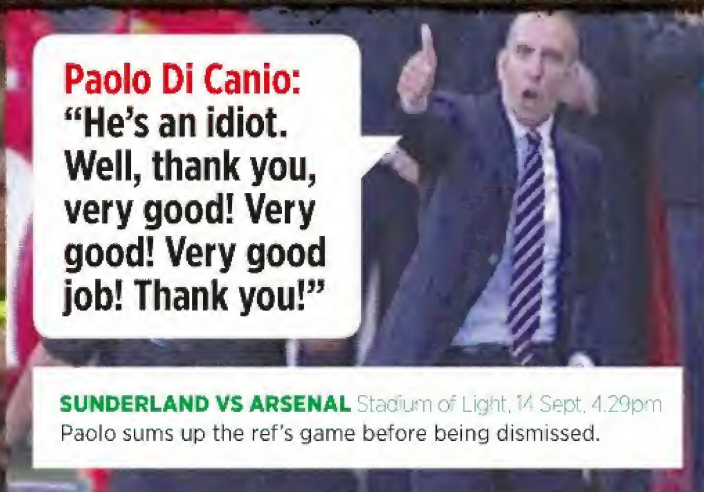 Paolo Di Canio:
“He’s an idiot.
Well, thank you,
very good! Very
good! Very good
job! Thank you!”
SUNDERLAND VS ARSENAL Stadium of Light, 14 Sept, 4.29pm
Paolo sums up the ref’s game before being dismissed.